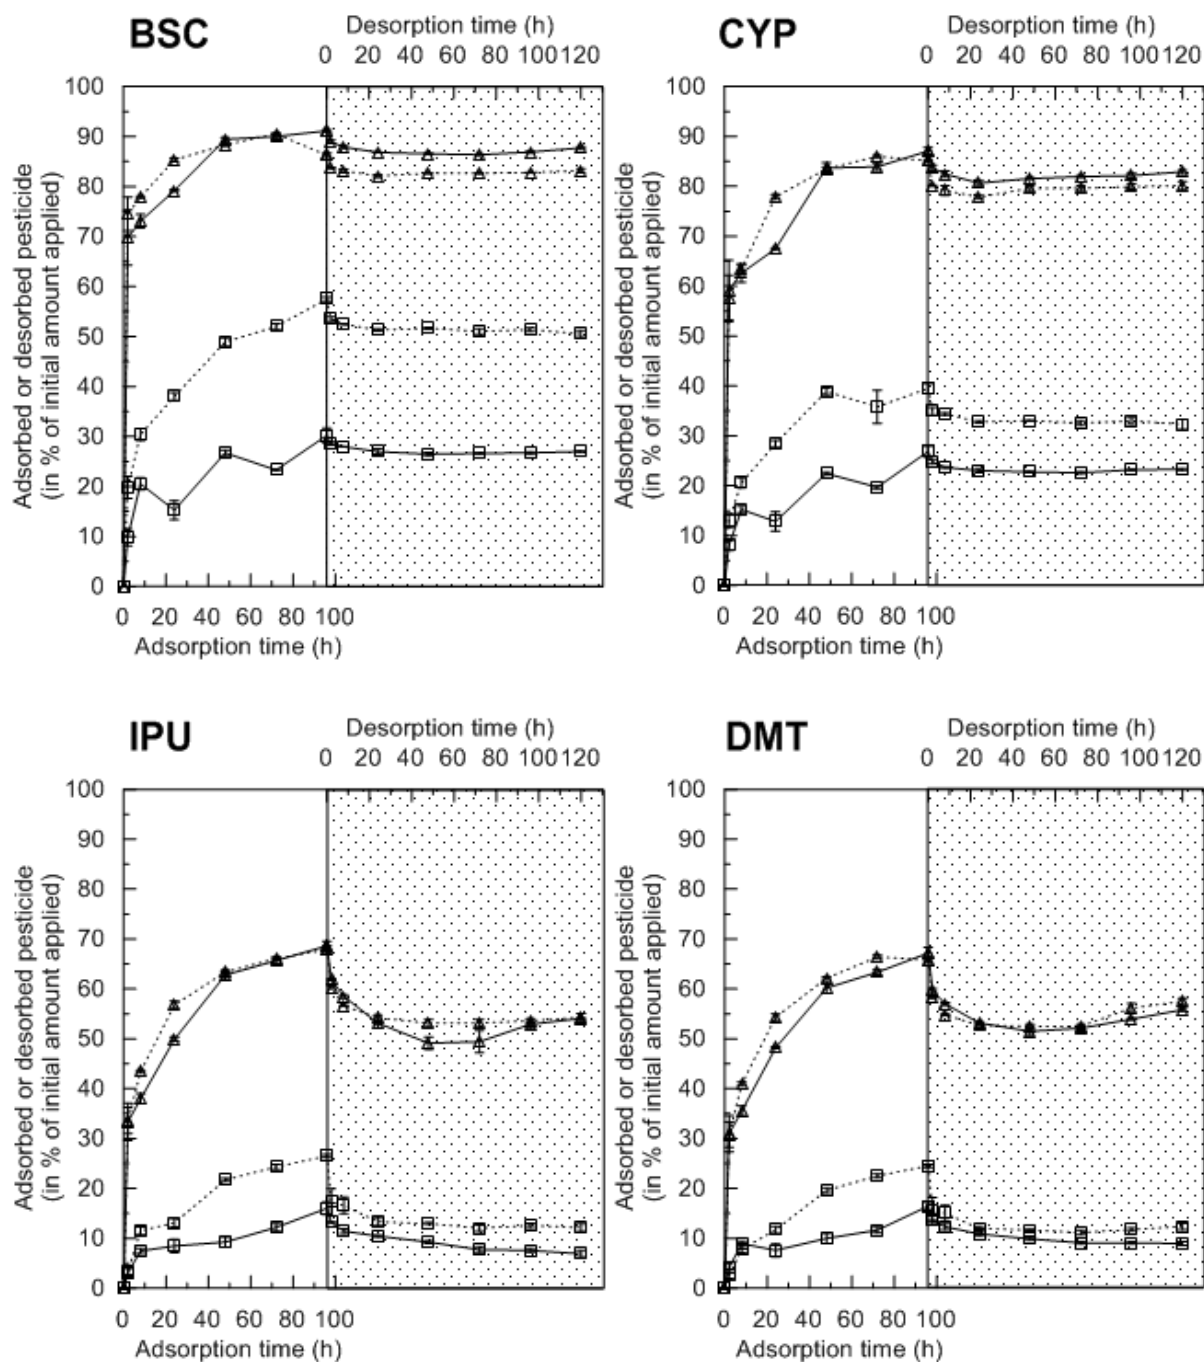 BSC
Desorption time (h)
0 20 40 60 80 100 120
Adsorbed or desorbed pesticide
(in % of initial amount applied)
100
90
80
70
60
50
40
30
20
10
0
0 20 40 60 80 100
Adsorption time (h)
CYP
Desorption time (h)
0 20 40 60 80 100 120
Adsorbed or desorbed pesticide
(in % of initial amount applied)
100
90
80
70
60
50
40
30
20
10
0
0 20 40 60 80 100
Adsorption time (h)
IPU
Desorption time (h)
0 20 40 60 80 100 120
Adsorbed or desorbed pesticide
(in % of initial amount applied)
100
90
80
70
60
50
40
30
20
10
0
0 20 40 60 80 100
Adsorption time (h)
DMT
Desorption time (h)
0 20 40 60 80 100 120
Adsorbed or desorbed pesticide
(in % of initial amount applied)
100
90
80
70
60
50
40
30
20
10
0
0 20 40 60 80 100
Adsorption time (h)